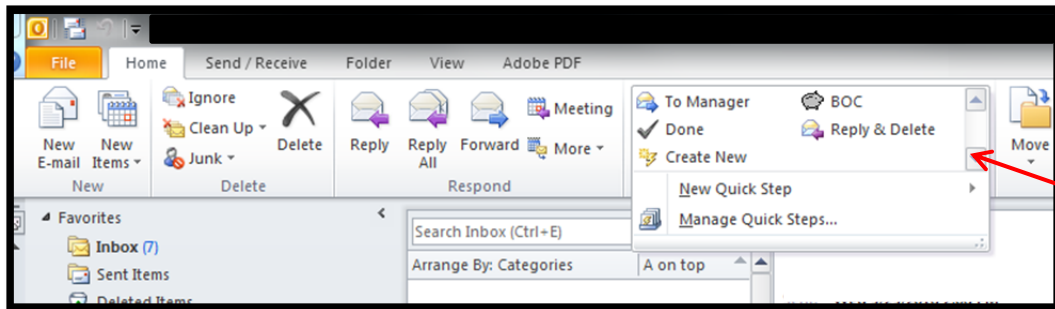 File Home Send / Receive Folder View Adobe PDF
Ignore
Clean Up
Junk
New E-mail
New Items
Delete
Reply
Reply All
Forward
Meeting
More
To Manager
BOC
Done
Reply & Delete
Create New
Move
New Delete Respond
New Quick Step
Manage Quick Steps...
Favorites
Inbox (7)
Sent Items
Deleted Items
Search Inbox (Ctrl+E)
Arrange By: Categories A on top